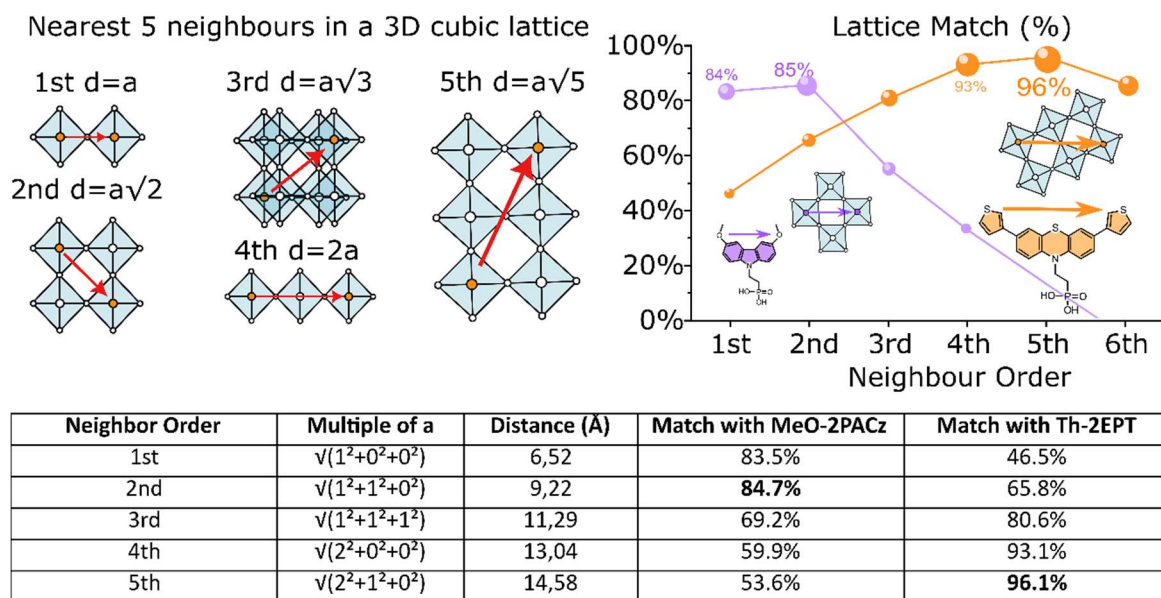 Nearest 5 neighbours in a 3D cubic lattice
1st d=a
2nd d=a√2
3rd d=a√3
4th d=2a
5th d=a√5
Lattice Match (%)
100%
80%
60%
40%
20%
0%
84%
85%
93%
96%
O
O
N
HO-P=O
OH
S
S
S
N
HO-P=O
OH
1st 2nd 3rd 4th 5th 6th
Neighbour Order
Neighbor Order Multiple of a Distance (Å) Match with MeO-2PACz Match with Th-2EPT
1st √(1²+0²+0²) 6,52 83.5% 46.5%
2nd √(1²+1²+0²) 9,22 84.7% 65.8%
3rd √(1²+1²+1²) 11,29 69.2% 80.6%
4th √(2²+0²+0²) 13,04 59.9% 93.1%
5th √(2²+1²+0²) 14,58 53.6% 96.1%